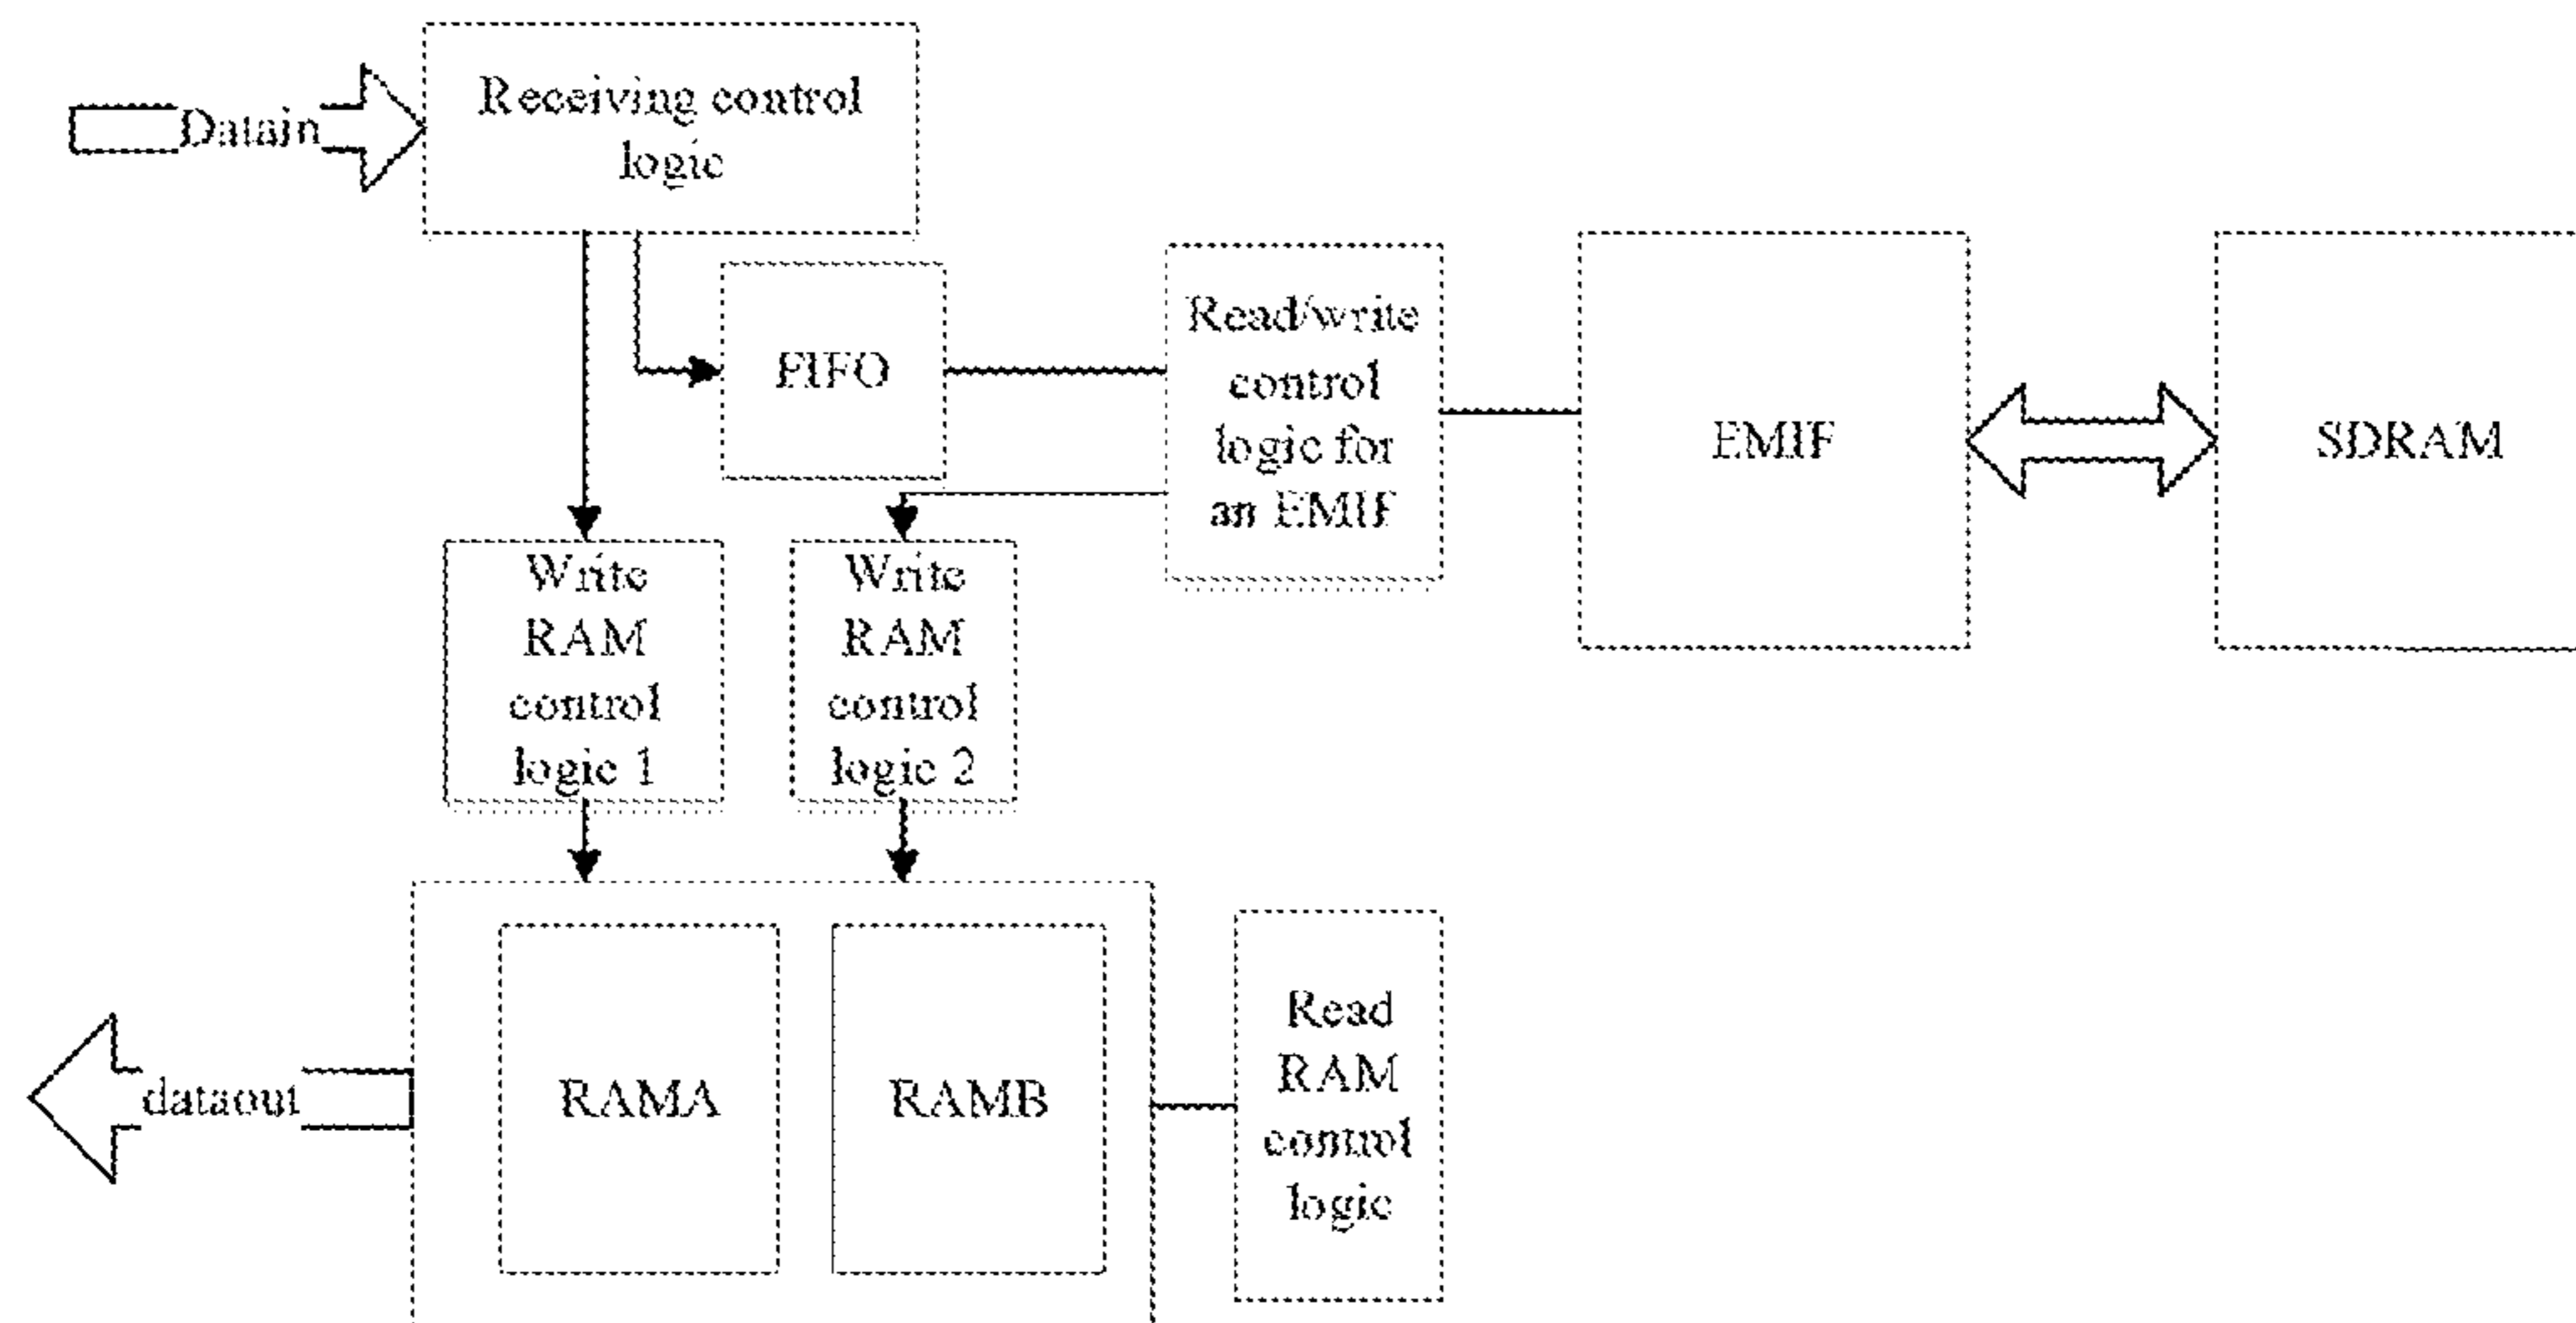 Receiving control
logic
Datain
FIFO
Read/write
control
logic for
an EMIF
EMIF
SDRAM
Write
RAM
control
logic 1
Write
RAM
control
logic 2
RAMA
RAMB
Read
RAM
control
logic
dataout